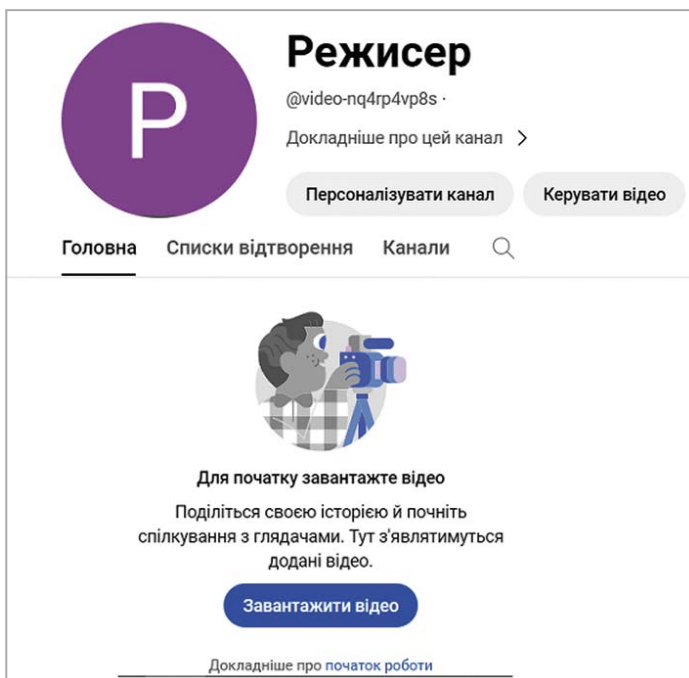 Р
Режисер
@video-nq4rp4vp8s ·
Докладніше про цей канал >
Персоналізувати канал Керувати відео
Головна Списки відтворення Канали
Для початку завантажте відео
Поділіться своєю історією й почніть
спілкування з глядачами. Тут з'являтимуться
додані відео.
Завантажити відео
Докладніше про початок роботи